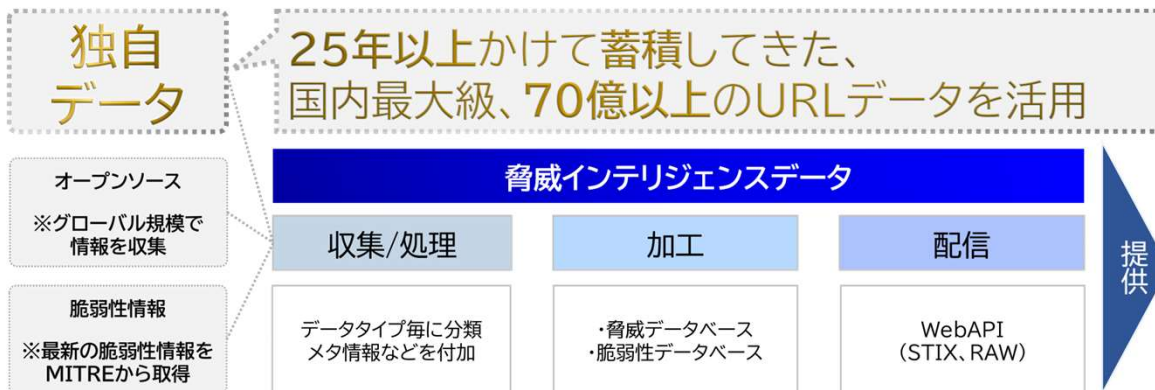 独自
データ
25年以上かけて蓄積してきた、
国内最大級、70億以上のURLデータを活用
オープンソース
※グローバル規模で
情報を収集
脆弱性情報
※最新の脆弱性情報を
MITREから取得
脅威インテリジェンスデータ
収集/処理
データタイプ毎に分類
メタ情報などを付加
加工
・脅威データベース
・脆弱性データベース
配信
WebAPI
(STIX、RAW)
提供